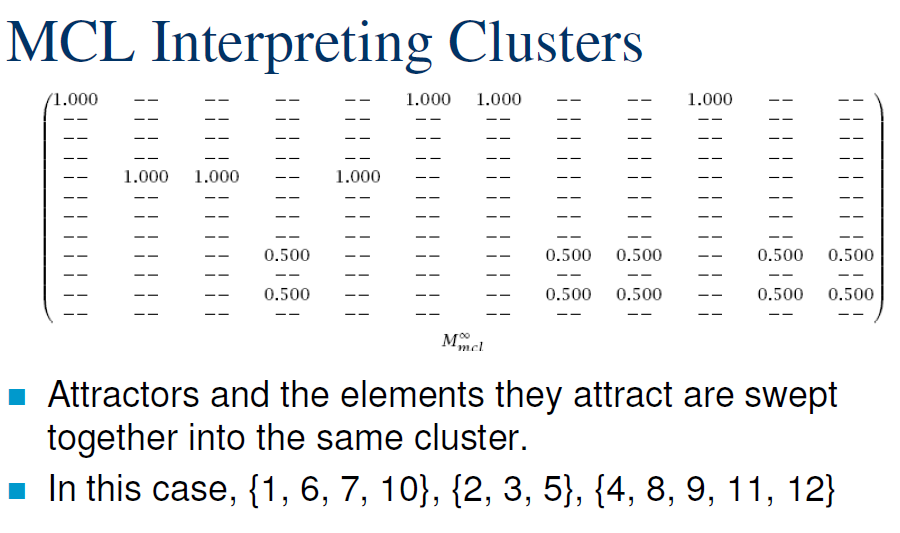 MCL Interpreting Clusters
1.000 -- -- -- -- 1.000 1.000 -- -- 1.000 -- --
-- -- -- -- -- -- -- -- -- -- -- --
-- -- -- -- -- -- -- -- -- -- -- --
-- -- -- -- -- -- -- -- -- -- -- --
-- 1.000 1.000 -- 1.000 -- -- -- -- -- -- --
-- -- -- -- -- -- -- -- -- -- -- --
-- -- -- -- -- -- -- -- -- -- -- --
-- -- -- -- -- -- -- -- -- -- -- --
-- -- -- 0.500 -- -- -- 0.500 0.500 -- 0.500 0.500
-- -- -- -- -- -- -- -- -- -- -- --
-- -- -- 0.500 -- -- -- 0.500 0.500 -- 0.500 0.500
-- -- -- -- -- -- -- -- -- -- -- --
M∞mcl
Attractors and the elements they attract are swept
together into the same cluster.
In this case, {1, 6, 7, 10}, {2, 3, 5}, {4, 8, 9, 11, 12}